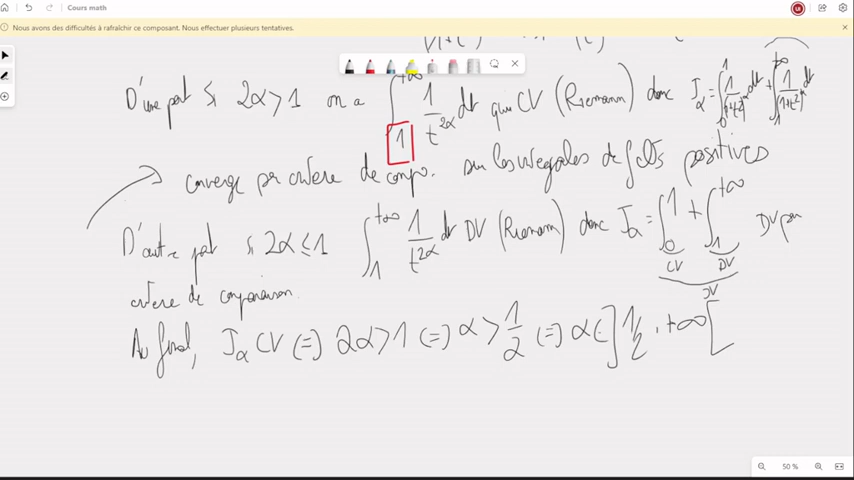 Cours math
Nous avons des difficultés à rafraîchir ce composant. Nous effectuer plusieurs tentatives.
D'une part si 2α>1 on a ∫_1^{+∞} 1/t^{2α} dt qui CV (Riemann) donc J_α = ∫_0^1 1/(1+t²)^α dt + ∫_1^{+∞} 1/(1+t²)^α dt
converge par critère de compo. sur les intégales de fcts positives
D'autre part si 2α≤1 ∫_1^{+∞} 1/t^{2α} dt DV (Riemann) donc J_α = ∫_0^1 + ∫_1^{+∞} DV par
CV DV
DV
critère de comparaison.
Au final, J_α CV (=) 2α>1 (=) α>1/2 (=) α∈]1/2,+∞[
50 %